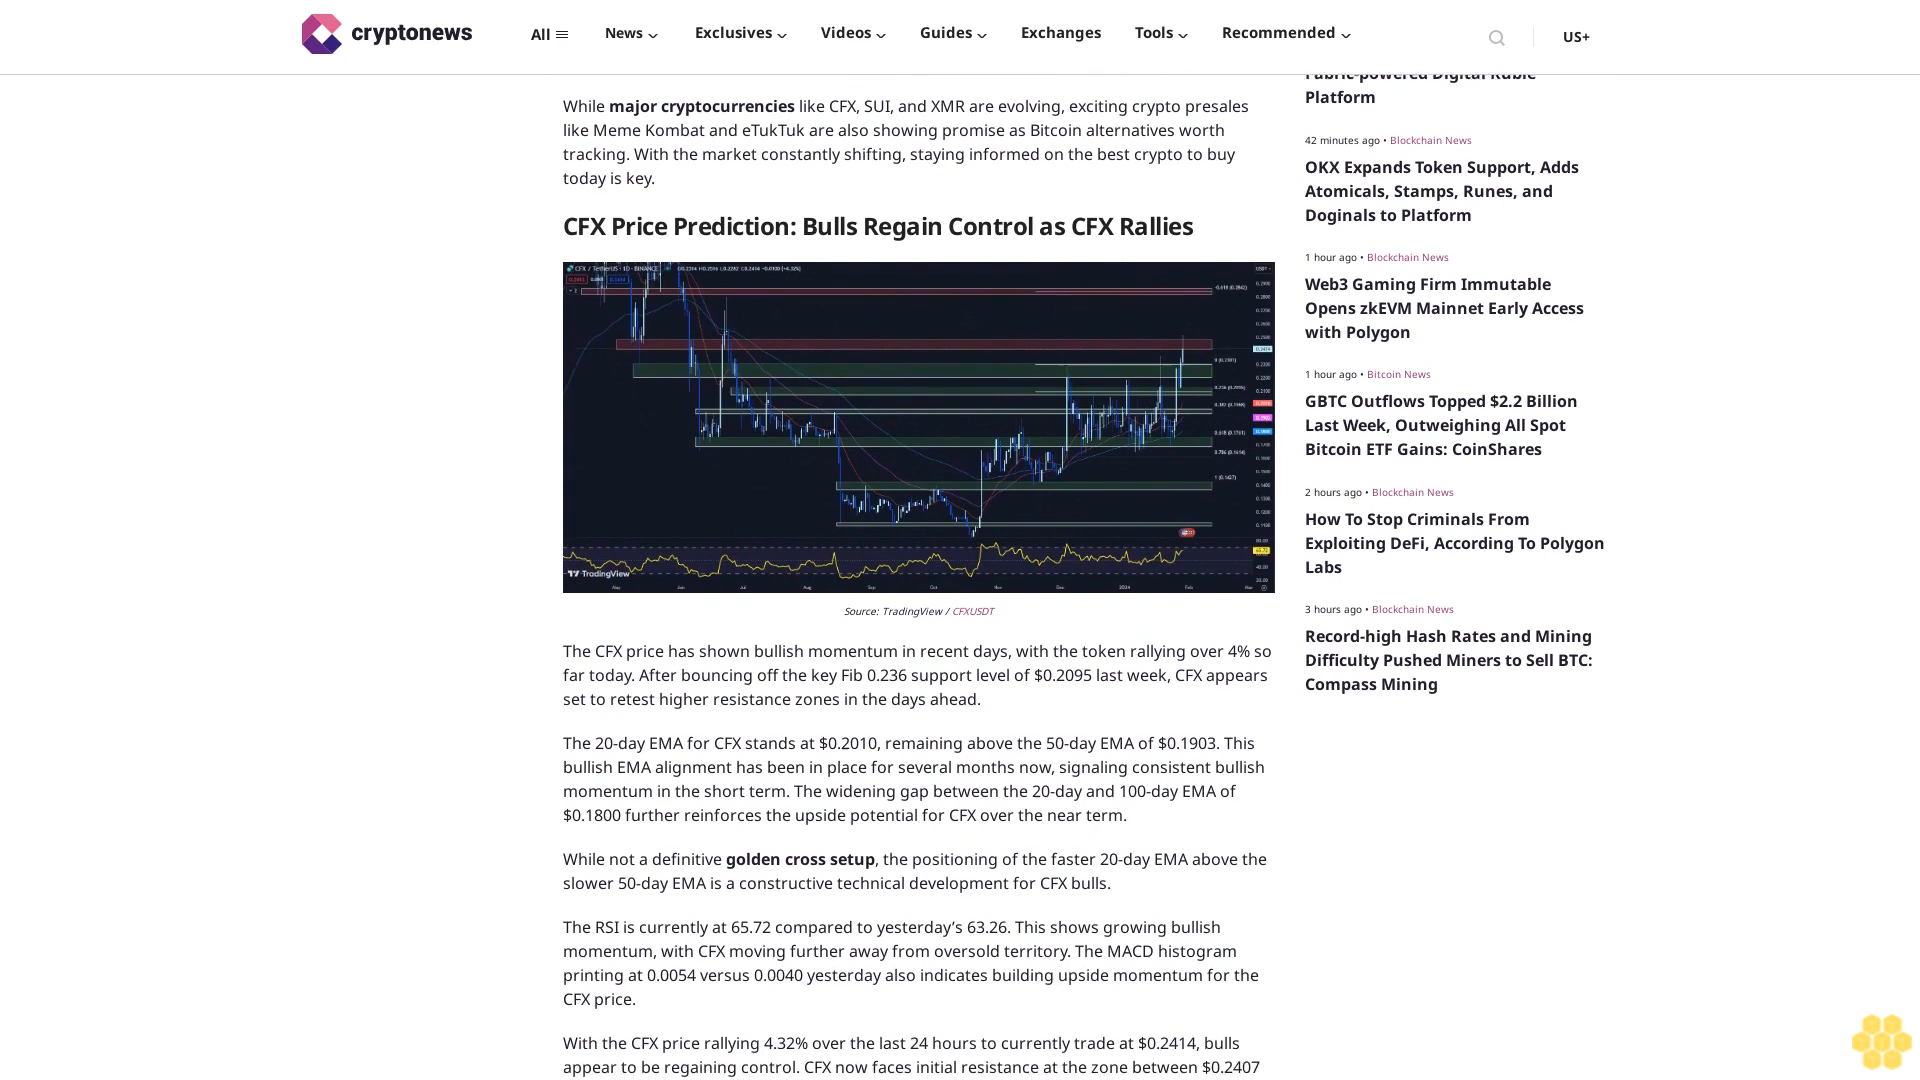 cryptonews
All
News
Exclusives
Videos
Guides
Exchanges
Tools
Recommended
US+
While major cryptocurrencies like CFX, SUI, and XMR are evolving, exciting crypto presales
like Meme Kombat and eTukTuk are also showing promise as Bitcoin alternatives worth
tracking. With the market constantly shifting, staying informed on the best crypto to buy
today is key.
CFX Price Prediction: Bulls Regain Control as CFX Rallies
CFX / TetherUS · 1D · BINANCE
TradingView
May
Jun
Jul
Aug
Sep
Oct
Nov
Dec
2024
Feb
Source: TradingView / CFXUSDT
The CFX price has shown bullish momentum in recent days, with the token rallying over 4% so
far today. After bouncing off the key Fib 0.236 support level of $0.2095 last week, CFX appears
set to retest higher resistance zones in the days ahead.
The 20-day EMA for CFX stands at $0.2010, remaining above the 50-day EMA of $0.1903. This
bullish EMA alignment has been in place for several months now, signaling consistent bullish
momentum in the short term. The widening gap between the 20-day and 100-day EMA of
$0.1800 further reinforces the upside potential for CFX over the near term.
While not a definitive golden cross setup, the positioning of the faster 20-day EMA above the
slower 50-day EMA is a constructive technical development for CFX bulls.
The RSI is currently at 65.72 compared to yesterday’s 63.26. This shows growing bullish
momentum, with CFX moving further away from oversold territory. The MACD histogram
printing at 0.0054 versus 0.0040 yesterday also indicates building upside momentum for the
CFX price.
With the CFX price rallying 4.32% over the last 24 hours to currently trade at $0.2414, bulls
appear to be regaining control. CFX now faces initial resistance at the zone between $0.2407
Fabric-powered Digital Ruble
Platform
42 minutes ago • Blockchain News
OKX Expands Token Support, Adds
Atomicals, Stamps, Runes, and
Doginals to Platform
1 hour ago • Blockchain News
Web3 Gaming Firm Immutable
Opens zkEVM Mainnet Early Access
with Polygon
1 hour ago • Bitcoin News
GBTC Outflows Topped $2.2 Billion
Last Week, Outweighing All Spot
Bitcoin ETF Gains: CoinShares
2 hours ago • Blockchain News
How To Stop Criminals From
Exploiting DeFi, According To Polygon
Labs
3 hours ago • Blockchain News
Record-high Hash Rates and Mining
Difficulty Pushed Miners to Sell BTC:
Compass Mining